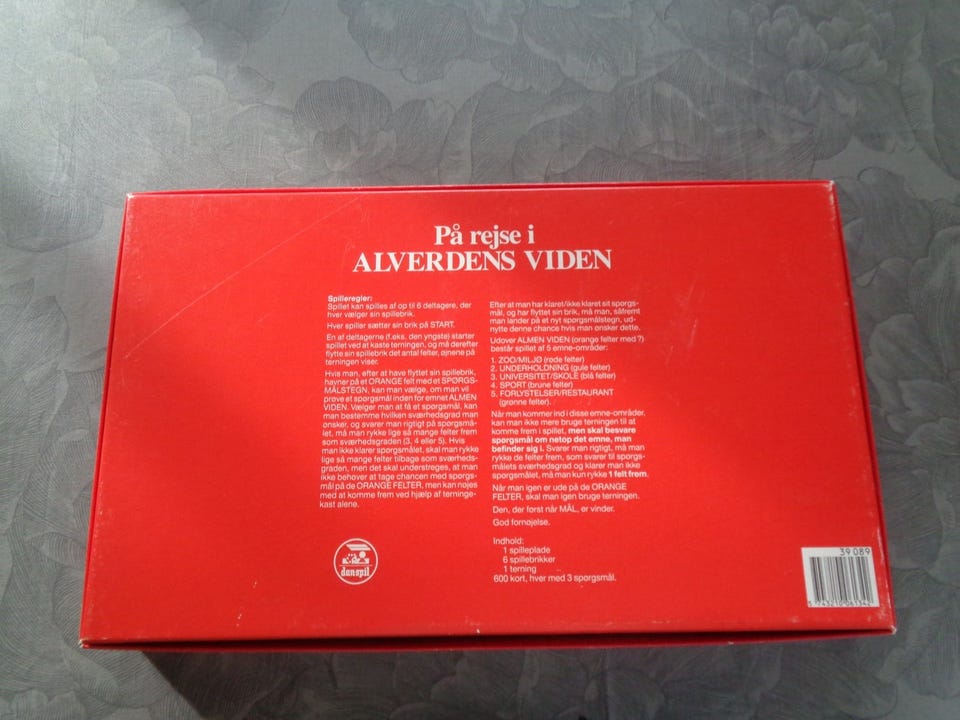 På rejse i
ALVERDENS VIDEN
Spilleregler:
Spillet kan spilles af op til 6 deltagere, der
hver vælger sin spillebrik.
Hver spiller sætter sin brik på START.
En af deltagerne (f.eks. den yngste) starter
spillet ved at kaste terningen, og må derefter
flytte sin spillebrik det antal felter, øjnene på
terningen viser.
Hvis man, efter at have flyttet sin spillebrik,
havner på et ORANGE felt med et SPØRGS-
MÅLSTEGN, kan man vælge, om man vil
prøve et spørgsmål inden for emnet ALMEN
VIDEN. Vælger man at få et spørgsmål, kan
man bestemme hvilken sværhedsgrad man
ønsker, og svarer man rigtigt på spørgsmå-
let, må man rykke lige så mange felter frem
som sværhedsgraden (3, 4 eller 5). Hvis
man ikke klarer spørgsmålet, skal man rykke
lige så mange felter tilbage som sværheds-
graden, men det skal understreges, at man
ikke behøver at tage chancen med spørgs-
mål på de ORANGE FELTER, men kan nøjes
med at komme frem ved hjælp af terninge-
kast alene.
danspil
Efter at man har klaret/ikke klaret sit spørgs-
mål, og har flyttet sin brik, må man, såfremt
man lander på et nyt spørgsmålstegn, ud-
nytte denne chance hvis man ønsker dette.
Udover ALMEN VIDEN (orange felter med ?)
består spillet af 5 emne-områder:
1. ZOO/MILJØ (røde felter)
2. UNDERHOLDNING (gule felter)
3. UNIVERSITET/SKOLE (blå felter)
4. SPORT (brune felter)
5. FORLYSTELSER/RESTAURANT
(grønne felter).
Når man kommer ind i disse emne-områder,
kan man ikke mere bruge terningen til at
komme frem i spillet, men skal besvare
spørgsmål om netop det emne, man
befinder sig i. Svarer man rigtigt, må man
rykke de felter frem, som svarer til spørgs-
målets sværhedsgrad og klarer man ikke
spørgsmålet, må man kun rykke 1 felt frem.
Når man igen er ude på de ORANGE
FELTER, skal man igen bruge terningen.
Den, der først når MÅL, er vinder.
God fornøjelse.
Indhold:
1 spilleplade
6 spillebrikker
1 terning
600 kort, hver med 3 spørgsmål.
39 089